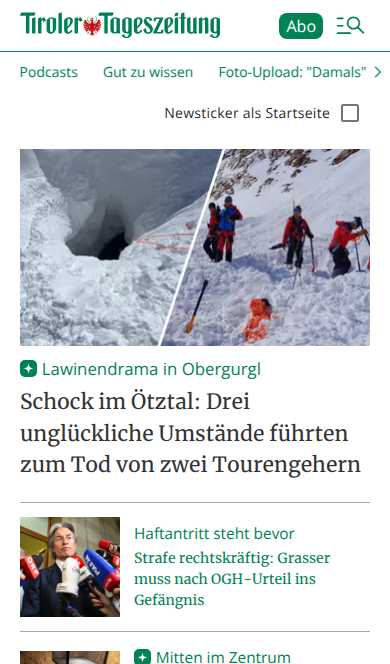 Tiroler Tageszeitung
Abo
Podcasts Gut zu wissen Foto-Upload: "Damals"
Newsticker als Startseite
Lawinendrama in Obergurgl
Schock im Ötztal: Drei
unglückliche Umstände führten
zum Tod von zwei Tourengehern
Haftantritt steht bevor
Strafe rechtskräftig: Grasser
muss nach OGH-Urteil ins
Gefängnis
Mitten im Zentrum